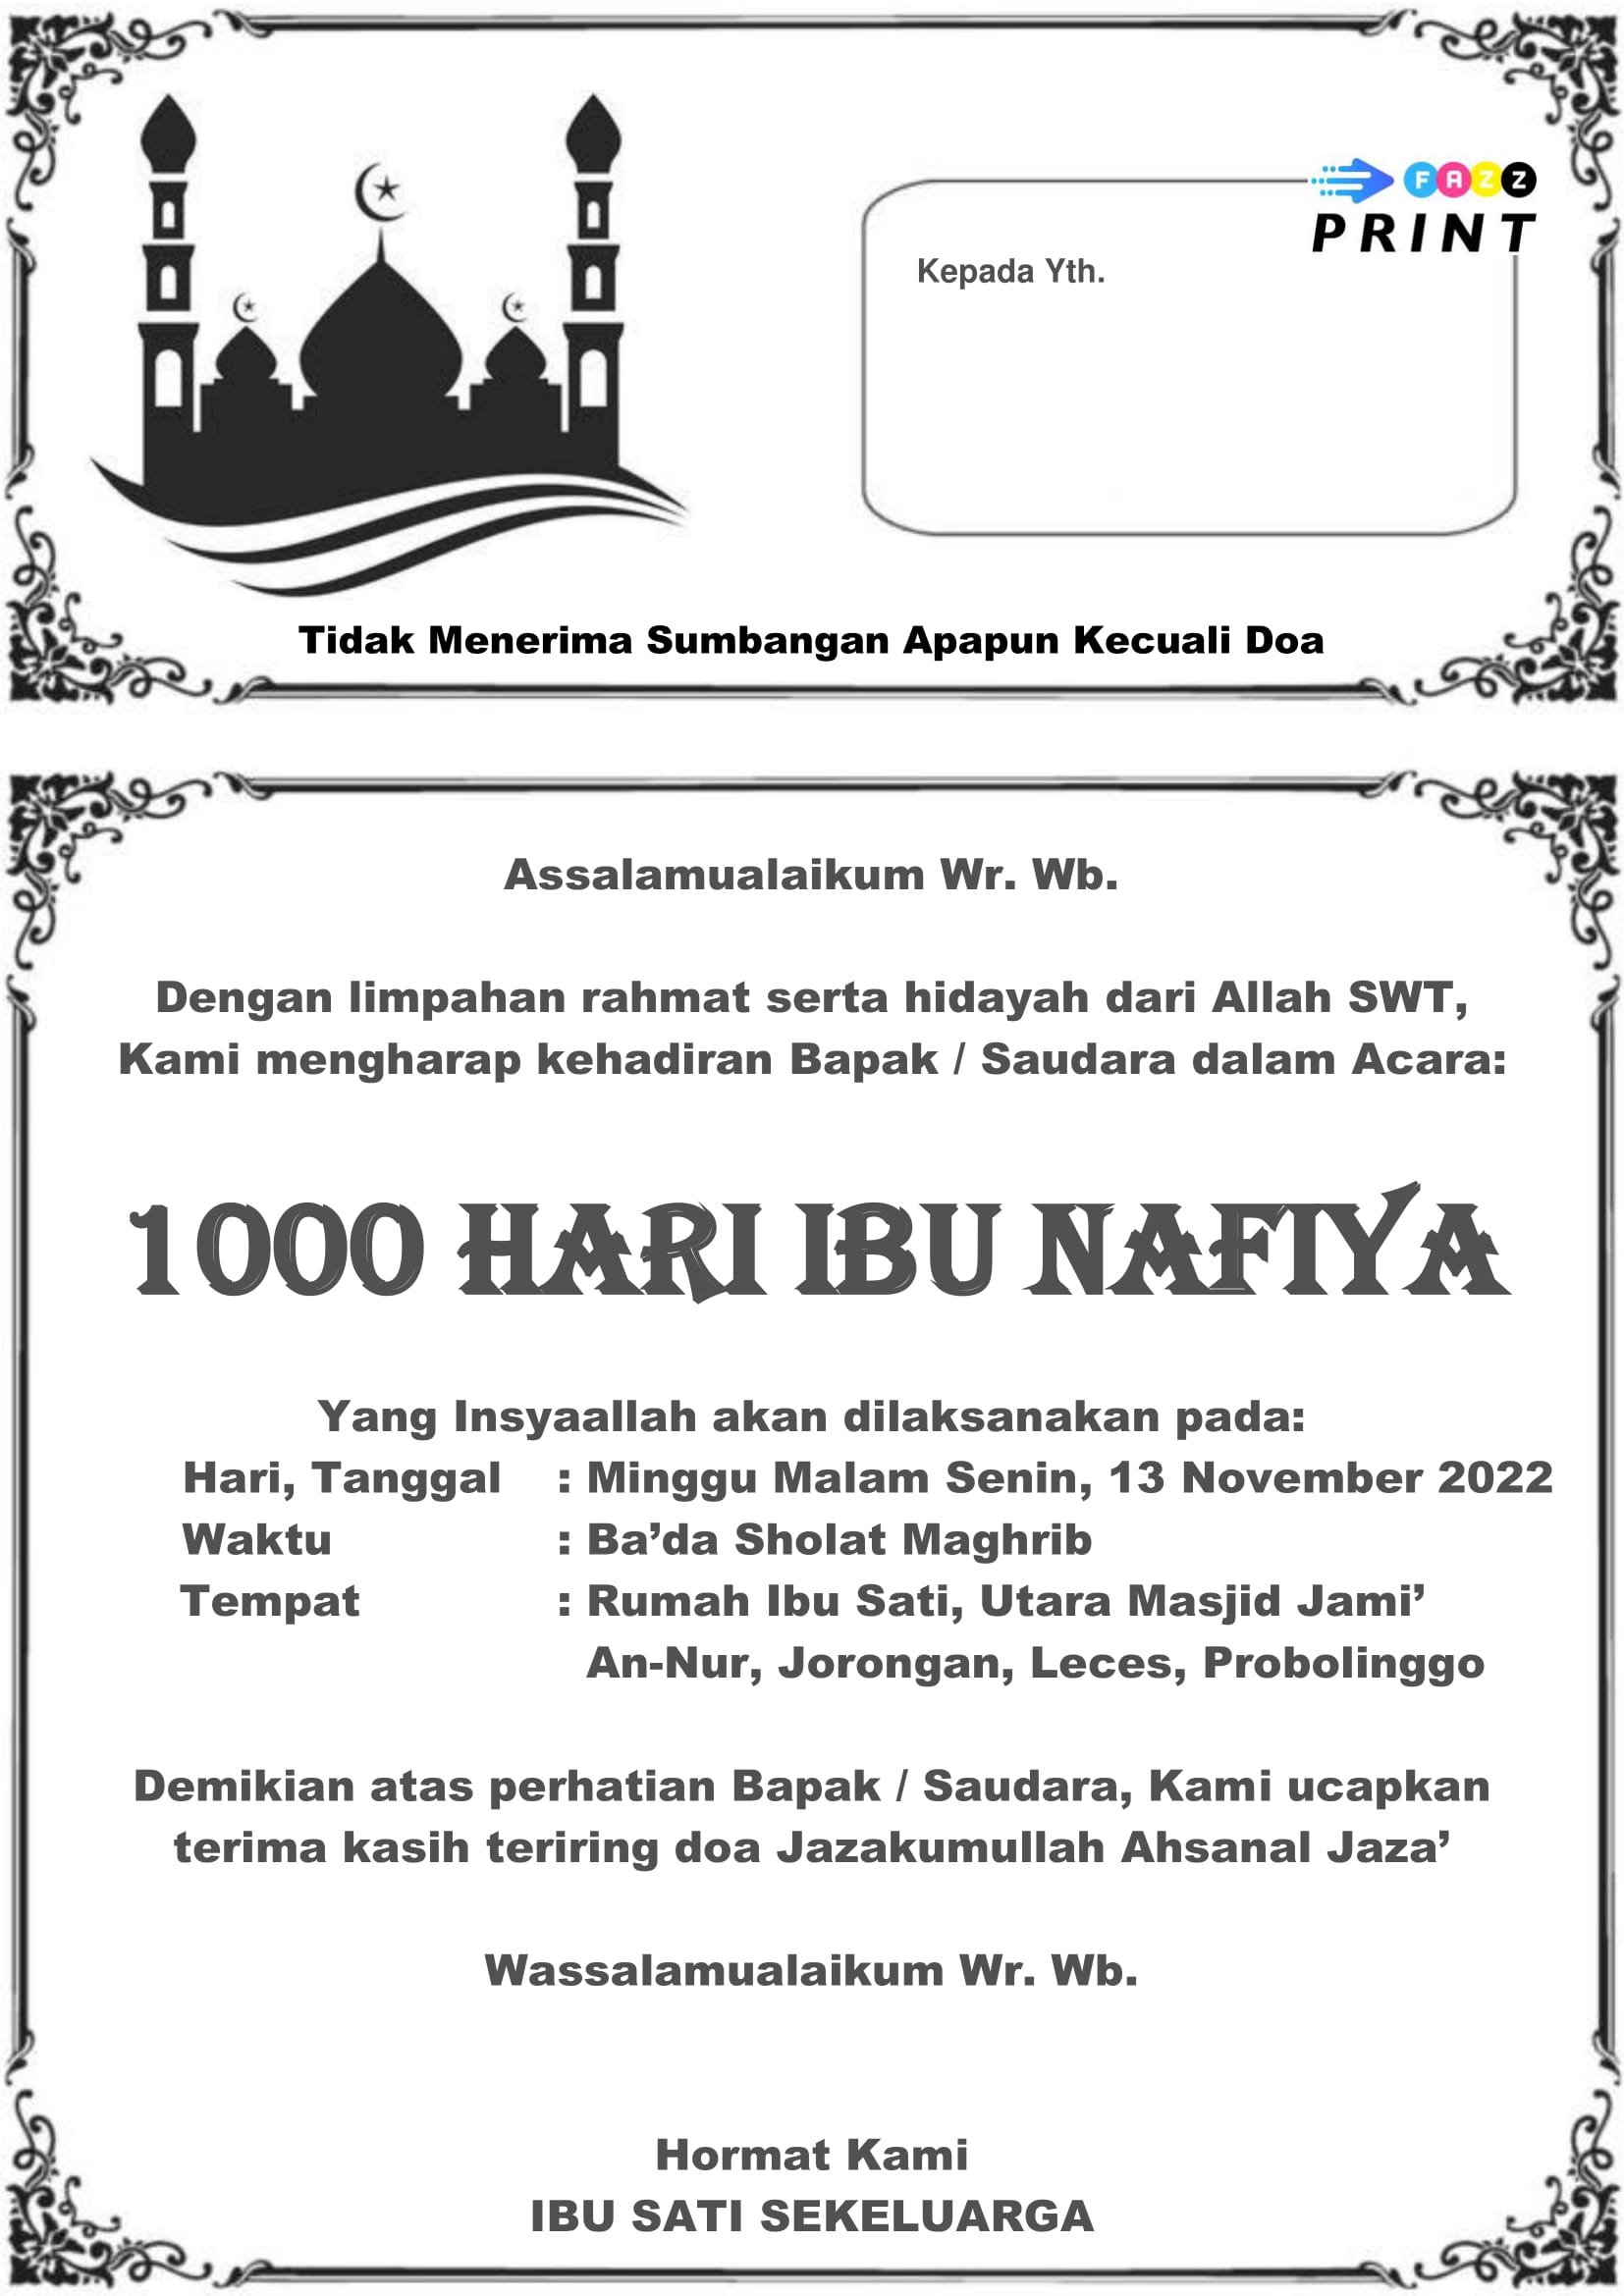 FAZZ
PRINT
Kepada Yth.
Tidak Menerima Sumbangan Apapun Kecuali Doa
Assalamualaikum Wr. Wb.
Dengan limpahan rahmat serta hidayah dari Allah SWT,
Kami mengharap kehadiran Bapak / Saudara dalam Acara:
1000 HARI IBU NAFIYA
Yang Insyaallah akan dilaksanakan pada:
Hari, Tanggal : Minggu Malam Senin, 13 November 2022
Waktu : Ba’da Sholat Maghrib
Tempat : Rumah Ibu Sati, Utara Masjid Jami’
An-Nur, Jorongan, Leces, Probolinggo
Demikian atas perhatian Bapak / Saudara, Kami ucapkan
terima kasih teriring doa Jazakumullah Ahsanal Jaza’
Wassalamualaikum Wr. Wb.
Hormat Kami
IBU SATI SEKELUARGA